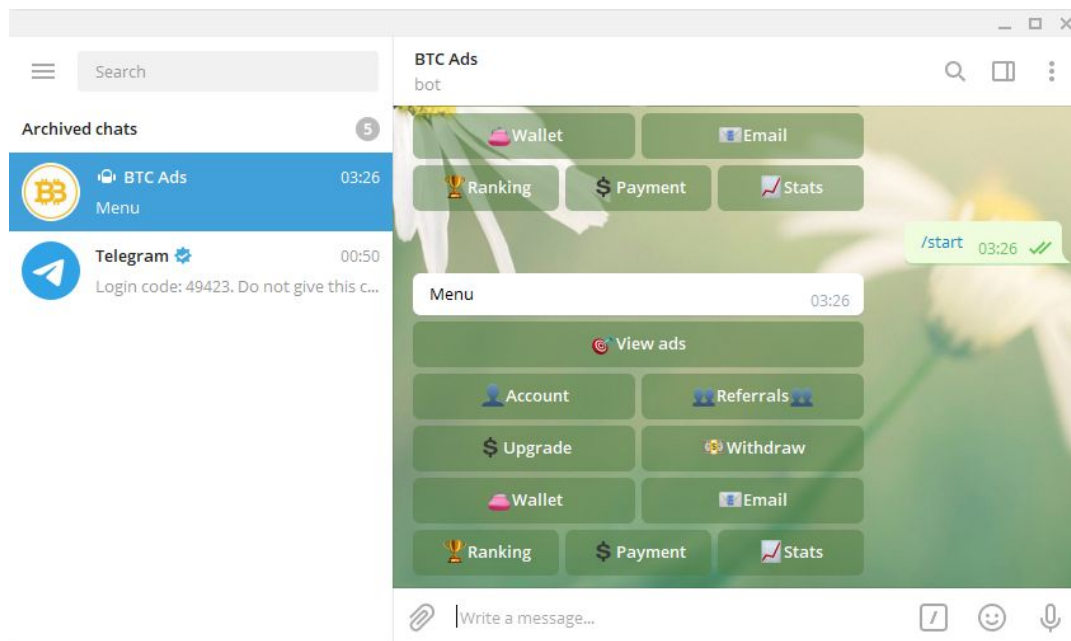 Search
Archived chats
5
BTC Ads 03:26
Menu
Telegram 00:50
Login code: 49423. Do not give this c...
BTC Ads
bot
Wallet Email
Ranking $ Payment Stats
/start 03:26
Menu 03:26
View ads
Account Referrals
$ Upgrade Withdraw
Wallet Email
Ranking $ Payment Stats
Write a message...